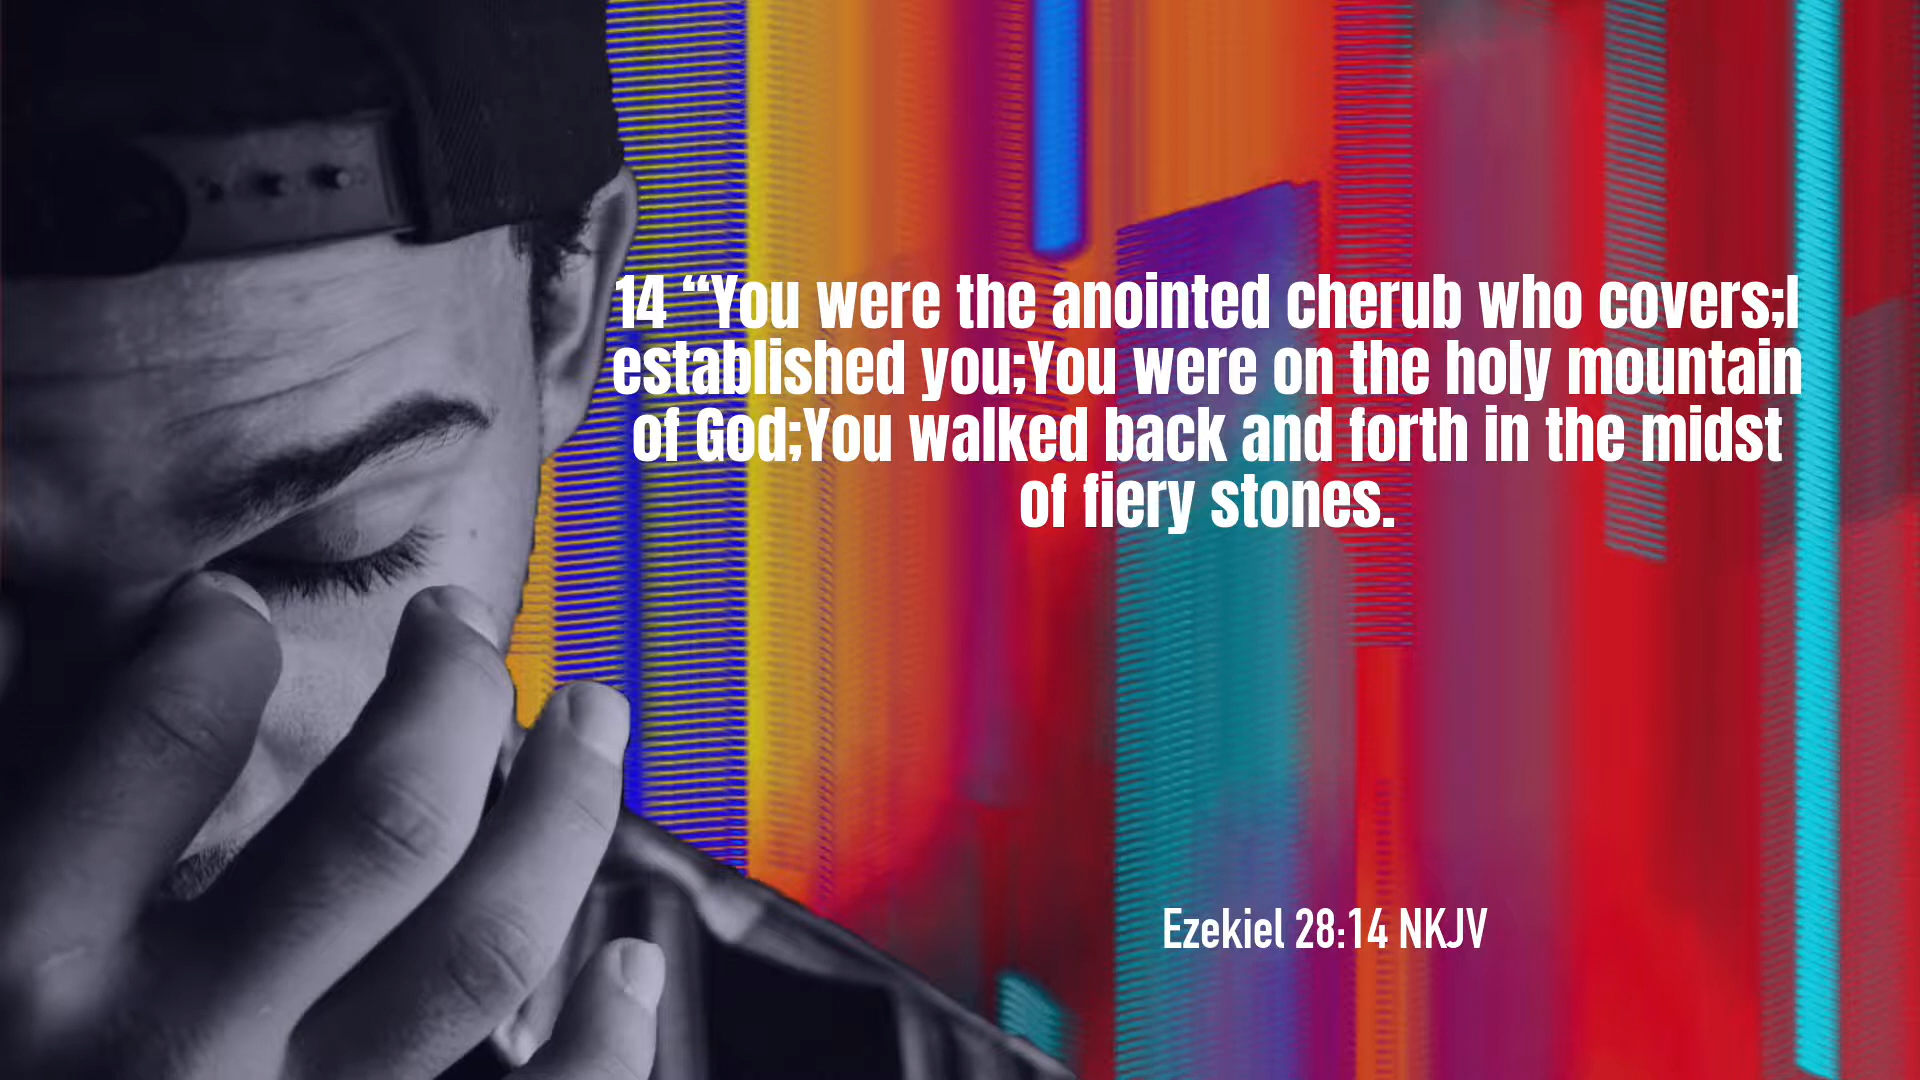 14 “You were the anointed cherub who covers;I
established you;You were on the holy mountain
of God;You walked back and forth in the midst
of fiery stones.
Ezekiel 28:14 NKJV